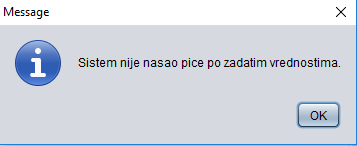 Message
Sistem nije nasao pice po zadatim vrednostima.
OK